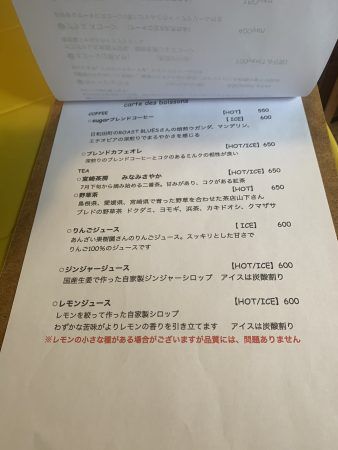 carte des boissons
COFFEE 【HOT】 550
○sugarブレンドコーヒー 【ICE】 600
日和田町のROAST BLUESさんの焙煎ウガンダ、マンデリン、
エチオピアの深煎りでまろやかさを感じる
○ブレンドカフェオレ 【HOT/ICE】650
深煎りのブレンドコーヒーとコクのあるミルクの相性が良い
TEA
○宮崎茶房 みなみさやか 【HOT/ICE】650
7月下旬から摘み始める二番茶。甘みがあり、コクがある紅茶
○野草茶 【HOT】 650
島根県、愛媛県、宮崎県で育った野草を合わせた茶店山下さん
ブレドの野草茶 ドクダミ、ヨモギ、浜茶、カキドオシ、クマザサ
○りんごジュース 【ICE】600
あんざい果樹園さんのりんごジュース。スッキリとした甘さで
りんご100%のジュースです
○ジンジャージュース 【HOT/ICE】600
国産生姜で作った自家製ジンジャーシロップ アイスは炭酸割り
○レモンジュース 【HOT/ICE】600
レモンを絞って作った自家製シロップ
わずかな苦味がよりレモンの香りを引き立てます アイスは炭酸割り
※レモンの小さな種がある場合がございますが品質には、問題ありません